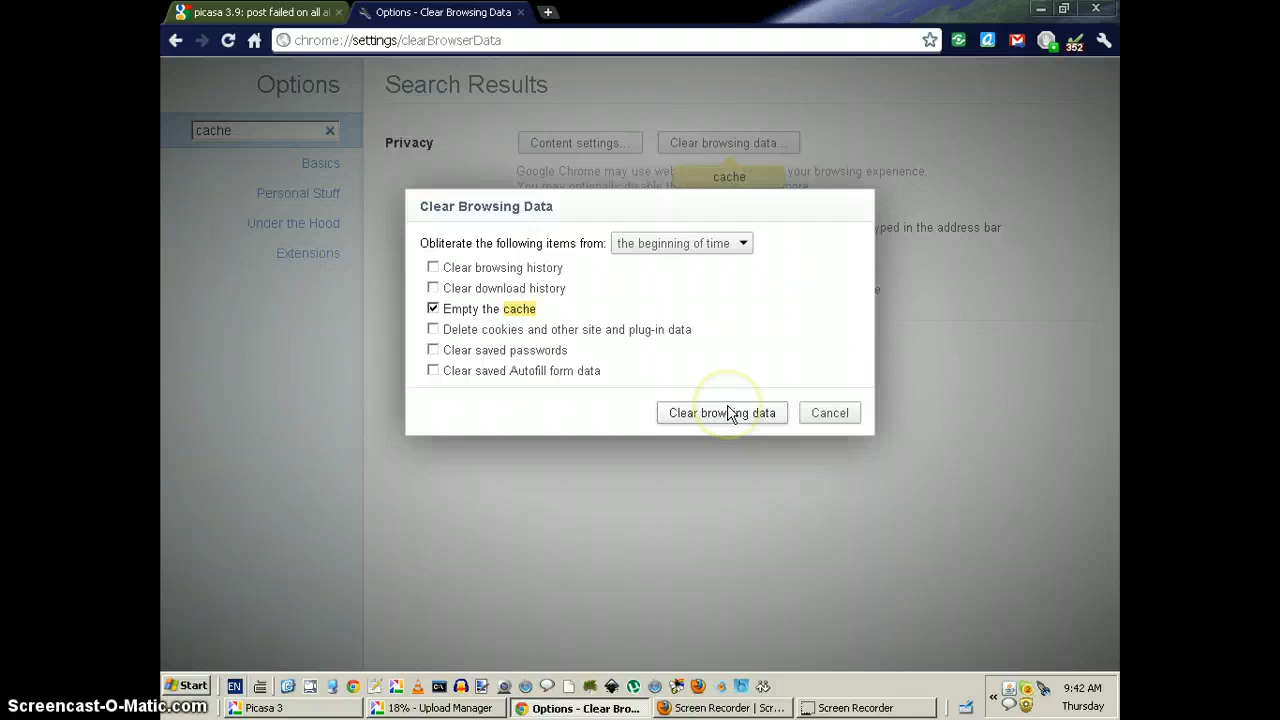 picasa 3.9: post failed on all al
Options - Clear Browsing Data
chrome://settings/clearBrowserData
352
Options
Search Results
cache
Privacy
Content settings...
Clear browsing data...
Basics
Google Chrome may use web your browsing experience.
cache
You may optionally disable more
Personal Stuff
Clear Browsing Data
Under the Hood
typed in the address bar
Obliterate the following items from: the beginning of time
Extensions
Clear browsing history
Clear download history
Empty the cache
Delete cookies and other site and plug-in data
Clear saved passwords
Clear saved Autofill form data
Clear browsing data
Cancel
Start
EN
9:42 AM
Thursday
Picasa 3
18% - Upload Manager
Options - Clear Bro...
Screen Recorder | Scr...
Screen Recorder
Screencast-O-Matic.com